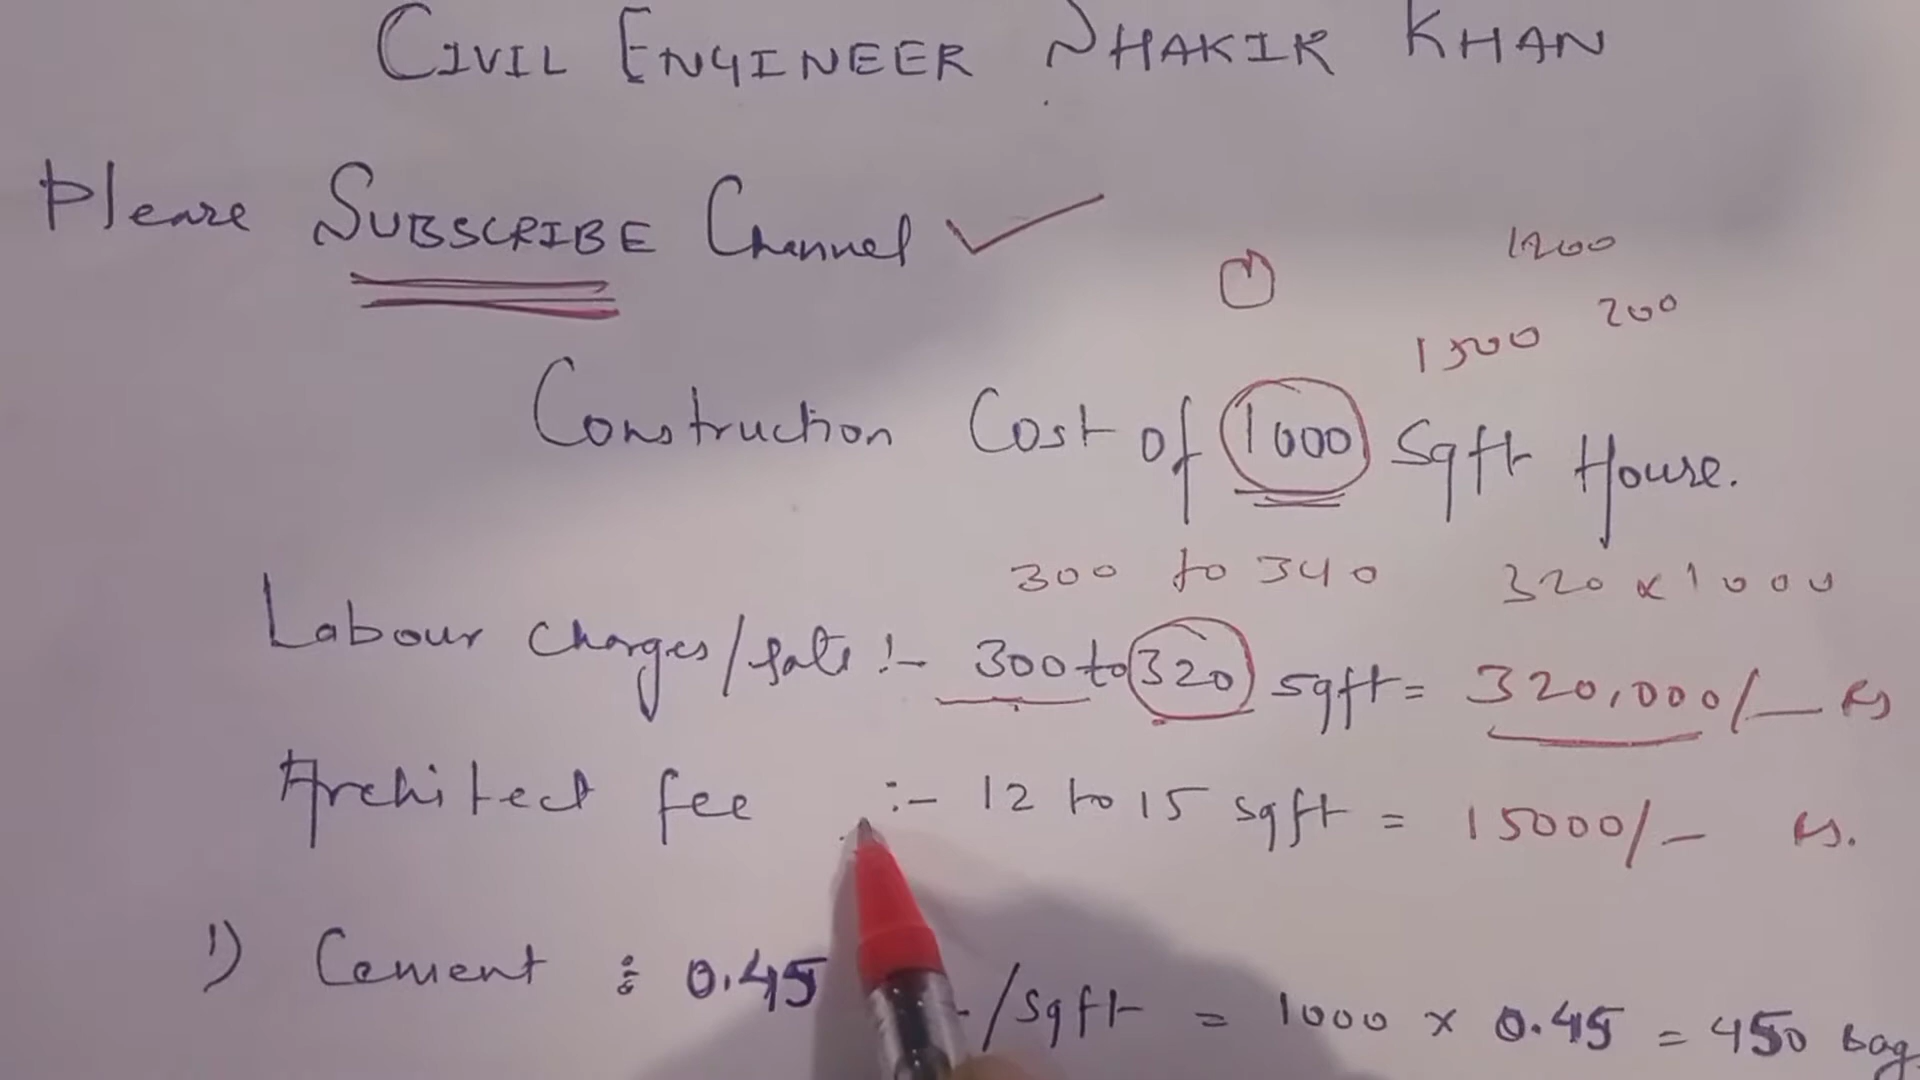 CIVIL ENGINEER SHAKIR KHAN
Please SUBSCRIBE Channel
1200
200
1500
Construction Cost of 1000 Sqft House.
300 to 340 320 x 1000
Labour charges/rate :- 300 to 320 sqft = 320,000/- Rs
Architect fee :- 12 to 15 sqft = 15000/- Rs.
1) Cement : 0.45 /sqft = 1000 x 0.45 = 450 bag